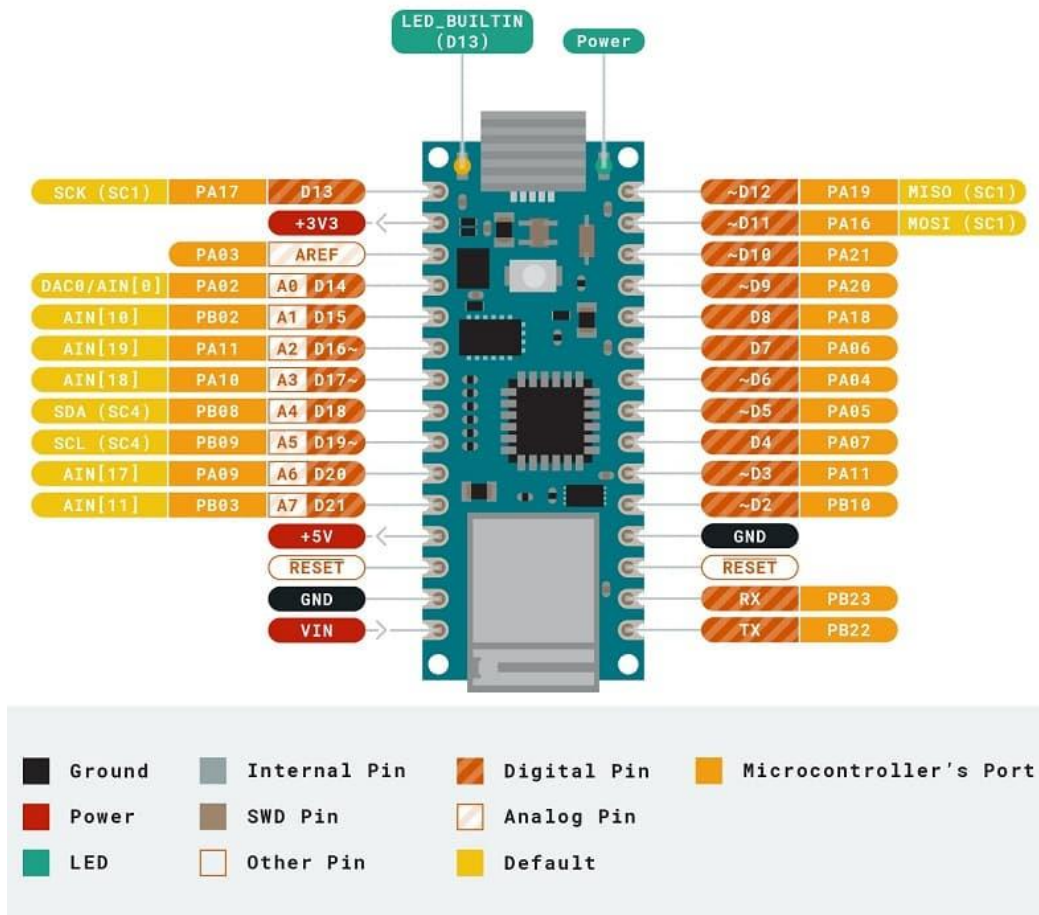 LED_BUILTIN
(D13)
Power
SCK (SC1) PA17 D13
+3V3
PA03 AREF
DAC0/AIN[0] PA02 A0 D14
AIN[10] PB02 A1 D15
AIN[19] PA11 A2 D16~
AIN[18] PA10 A3 D17~
SDA (SC4) PB08 A4 D18
SCL (SC4) PB09 A5 D19~
AIN[17] PA09 A6 D20
AIN[11] PB03 A7 D21
+5V
RESET
GND
VIN
~D12 PA19 MISO (SC1)
~D11 PA16 MOSI (SC1)
~D10 PA21
~D9 PA20
D8 PA18
D7 PA06
~D6 PA04
~D5 PA05
D4 PA07
~D3 PA11
~D2 PB10
GND
RESET
RX PB23
TX PB22
Ground
Power
LED
Internal Pin
SWD Pin
Other Pin
Digital Pin
Analog Pin
Default
Microcontroller's Port